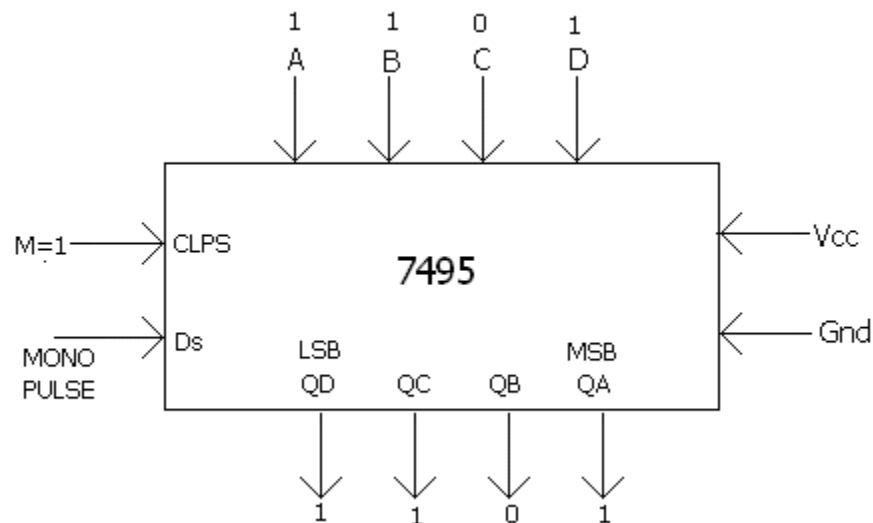 1 1 0 1
A B C D
M=1 CLPS Vcc
7495
MONO Ds Gnd
PULSE
LSB MSB
QD QC QB QA
1 1 0 1